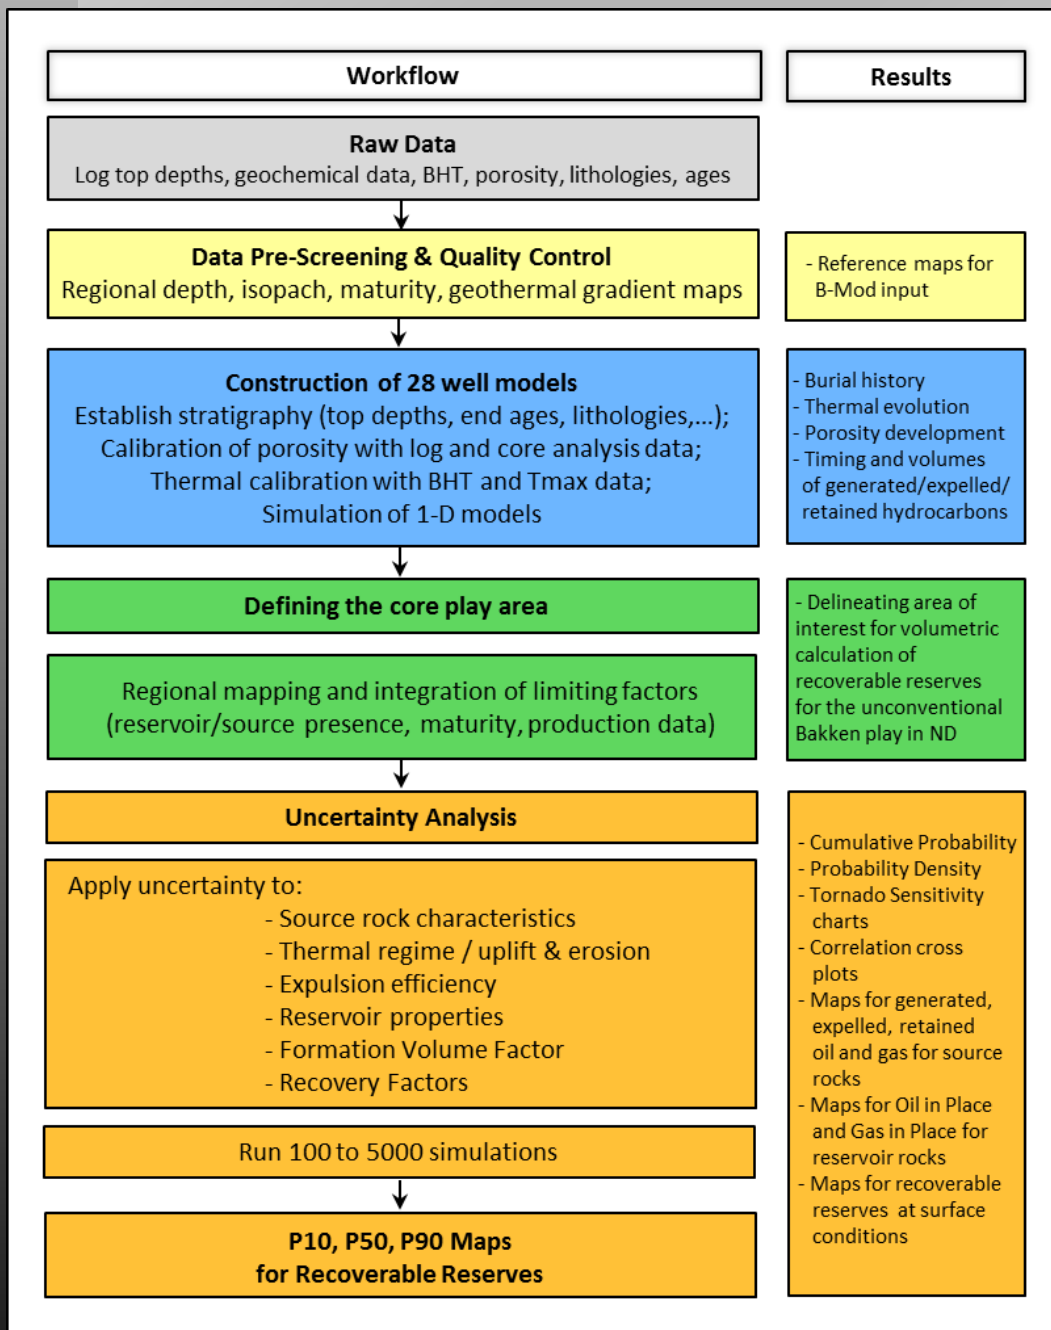 Workflow
Results
Raw Data
Log top depths, geochemical data, BHT, porosity, lithologies, ages
Data Pre-Screening & Quality Control
Regional depth, isopach, maturity, geothermal gradient maps
- Reference maps for
B-Mod input
Construction of 28 well models
Establish stratigraphy (top depths, end ages, lithologies,...);
Calibration of porosity with log and core analysis data;
Thermal calibration with BHT and Tmax data;
Simulation of 1-D models
- Burial history
- Thermal evolution
- Porosity development
- Timing and volumes
of generated/expelled/
retained hydrocarbons
Defining the core play area
Regional mapping and integration of limiting factors
(reservoir/source presence, maturity, production data)
- Delineating area of
interest for volumetric
calculation of
recoverable reserves
for the unconventional
Bakken play in ND
Uncertainty Analysis
Apply uncertainty to:
- Source rock characteristics
- Thermal regime / uplift & erosion
- Expulsion efficiency
- Reservoir properties
- Formation Volume Factor
- Recovery Factors
Run 100 to 5000 simulations
P10, P50, P90 Maps
for Recoverable Reserves
- Cumulative Probability
- Probability Density
- Tornado Sensitivity
charts
- Correlation cross
plots
- Maps for generated,
expelled, retained
oil and gas for source
rocks
- Maps for Oil in Place
and Gas in Place for
reservoir rocks
- Maps for recoverable
reserves at surface
conditions